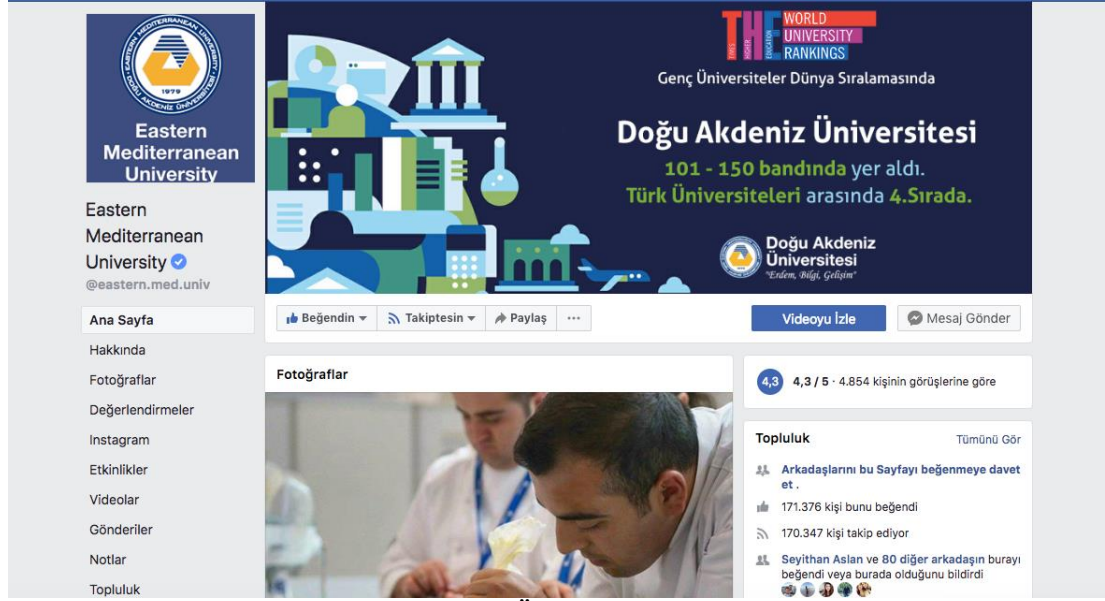 EASTERN MEDITERRANEAN UNIVERSITY
1979
DOĞU AKDENİZ ÜNİVERSİTESİ
Eastern
Mediterranean
University
Eastern
Mediterranean
University
@eastern.med.univ
Ana Sayfa
Hakkında
Fotoğraflar
Değerlendirmeler
Instagram
Etkinlikler
Videolar
Gönderiler
Notlar
Topluluk
TIMES HIGHER EDUCATION
THE
WORLD
UNIVERSITY
RANKINGS
Genç Üniversiteler Dünya Sıralamasında
Doğu Akdeniz Üniversitesi
101 - 150 bandında yer aldı.
Türk Üniversiteleri arasında 4.Sırada.
Doğu Akdeniz
Üniversitesi
"Erdem, Bilgi, Gelişim"
Beğendin Takiptesin Paylaş ... Videoyu İzle Mesaj Gönder
Fotoğraflar
4,3 4,3 / 5 · 4.854 kişinin görüşlerine göre
Topluluk Tümünü Gör
Arkadaşlarını bu Sayfayı beğenmeye davet
et .
171.376 kişi bunu beğendi
170.347 kişi takip ediyor
Seyithan Aslan ve 80 diğer arkadaşın burayı
beğendi veya burada olduğunu bildirdi